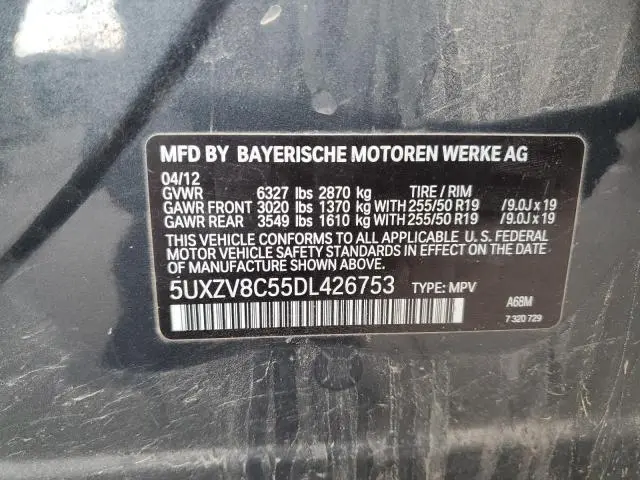 MFD BY BAYERISCHE MOTOREN WERKE AG
04/12
GVWR 6327 lbs 2870 kg TIRE / RIM
GAWR FRONT 3020 lbs 1370 kg WITH 255/50 R19 /9.0J x 19
GAWR REAR 3549 lbs 1610 kg WITH 255/50 R19 /9.0J x 19
THIS VEHICLE CONFORMS TO ALL APPLICABLE U. S. FEDERAL
MOTOR VEHICLE SAFETY STANDARDS IN EFFECT ON THE
DATE OF MANUFACTURE SHOWN ABOVE.
5UXZV8C55DL426753 TYPE: MPV
A68M
7 320 729